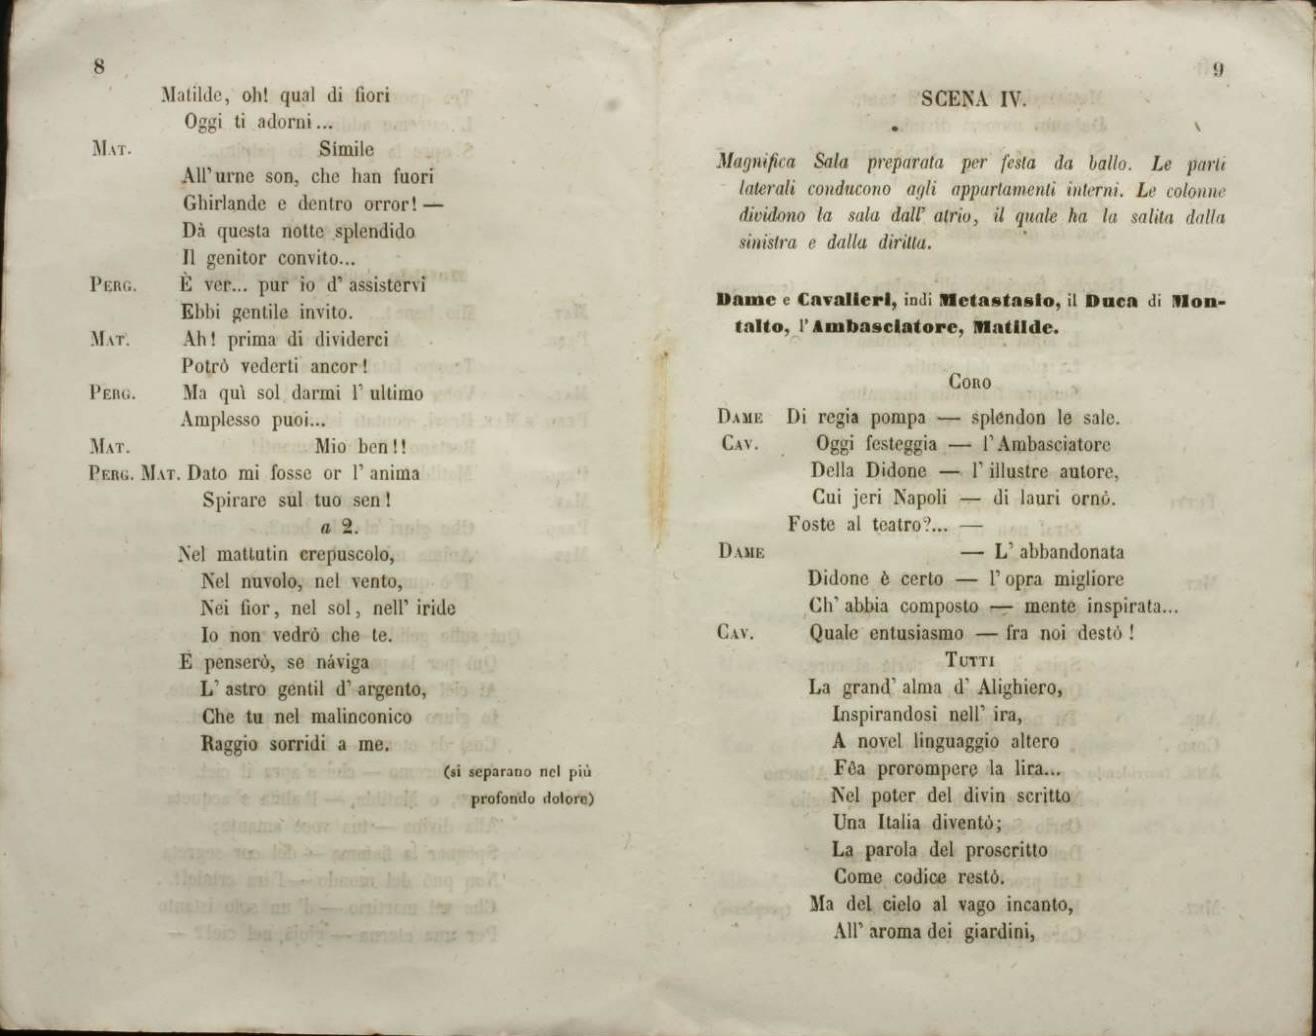 8
Matilde, oh! qual di fiori
Oggi ti adorni...
MAT. Simile
All' urne son, che han fuori
Ghirlande e dentro orror! —
Dà questa notte splendido
Il genitor convito...
PERG. È ver... pur io d' assistervi
Ebbi gentile invito.
MAT. Ah! prima di dividerci
Potrò vederti ancor!
PERG. Ma quì sol darmi l' ultimo
Amplesso puoi...
MAT. Mio ben!!
PERG. MAT. Dato mi fosse or l' anima
Spirare sul tuo sen!
a 2.
Nel mattutin crepuscolo,
Nel nuvolo, nel vento,
Nei fior, nel sol, nell' iride
Io non vedrò che te.
E penserò, se náviga
L' astro gentil d' argento,
Che tu nel malinconico
Raggio sorridi a me.
(si separano nel più
profondo dolore)
9
SCENA IV.
Magnifica Sala preparata per festa da ballo. Le parti
laterali conducono agli appartamenti interni. Le colonne
dividono la sala dall' atrio, il quale ha la salita dalla
sinistra e dalla diritta.
Dame e Cavalieri, indi Metastasio, il Duca di Mon-
talto, l' Ambasciatore, Matilde.
CORO
DAME Di regia pompa — splendon le sale.
CAV. Oggi festeggia — l' Ambasciatore
Della Didone — l' illustre autore,
Cui jeri Napoli — di lauri ornò.
Foste al teatro?... —
DAME — L' abbandonata
Didone è certo — l' opra migliore
Ch' abbia composto — mente inspirata...
CAV. Quale entusiasmo — fra noi destò!
TUTTI
La grand' alma d' Alighiero,
Inspirandosi nell' ira,
A novel linguaggio altero
Fêa prorompere la lira...
Nel poter del divin scritto
Una Italia diventò;
La parola del proscritto
Come codice restò.
Ma del cielo al vago incanto,
All' aroma dei giardini,